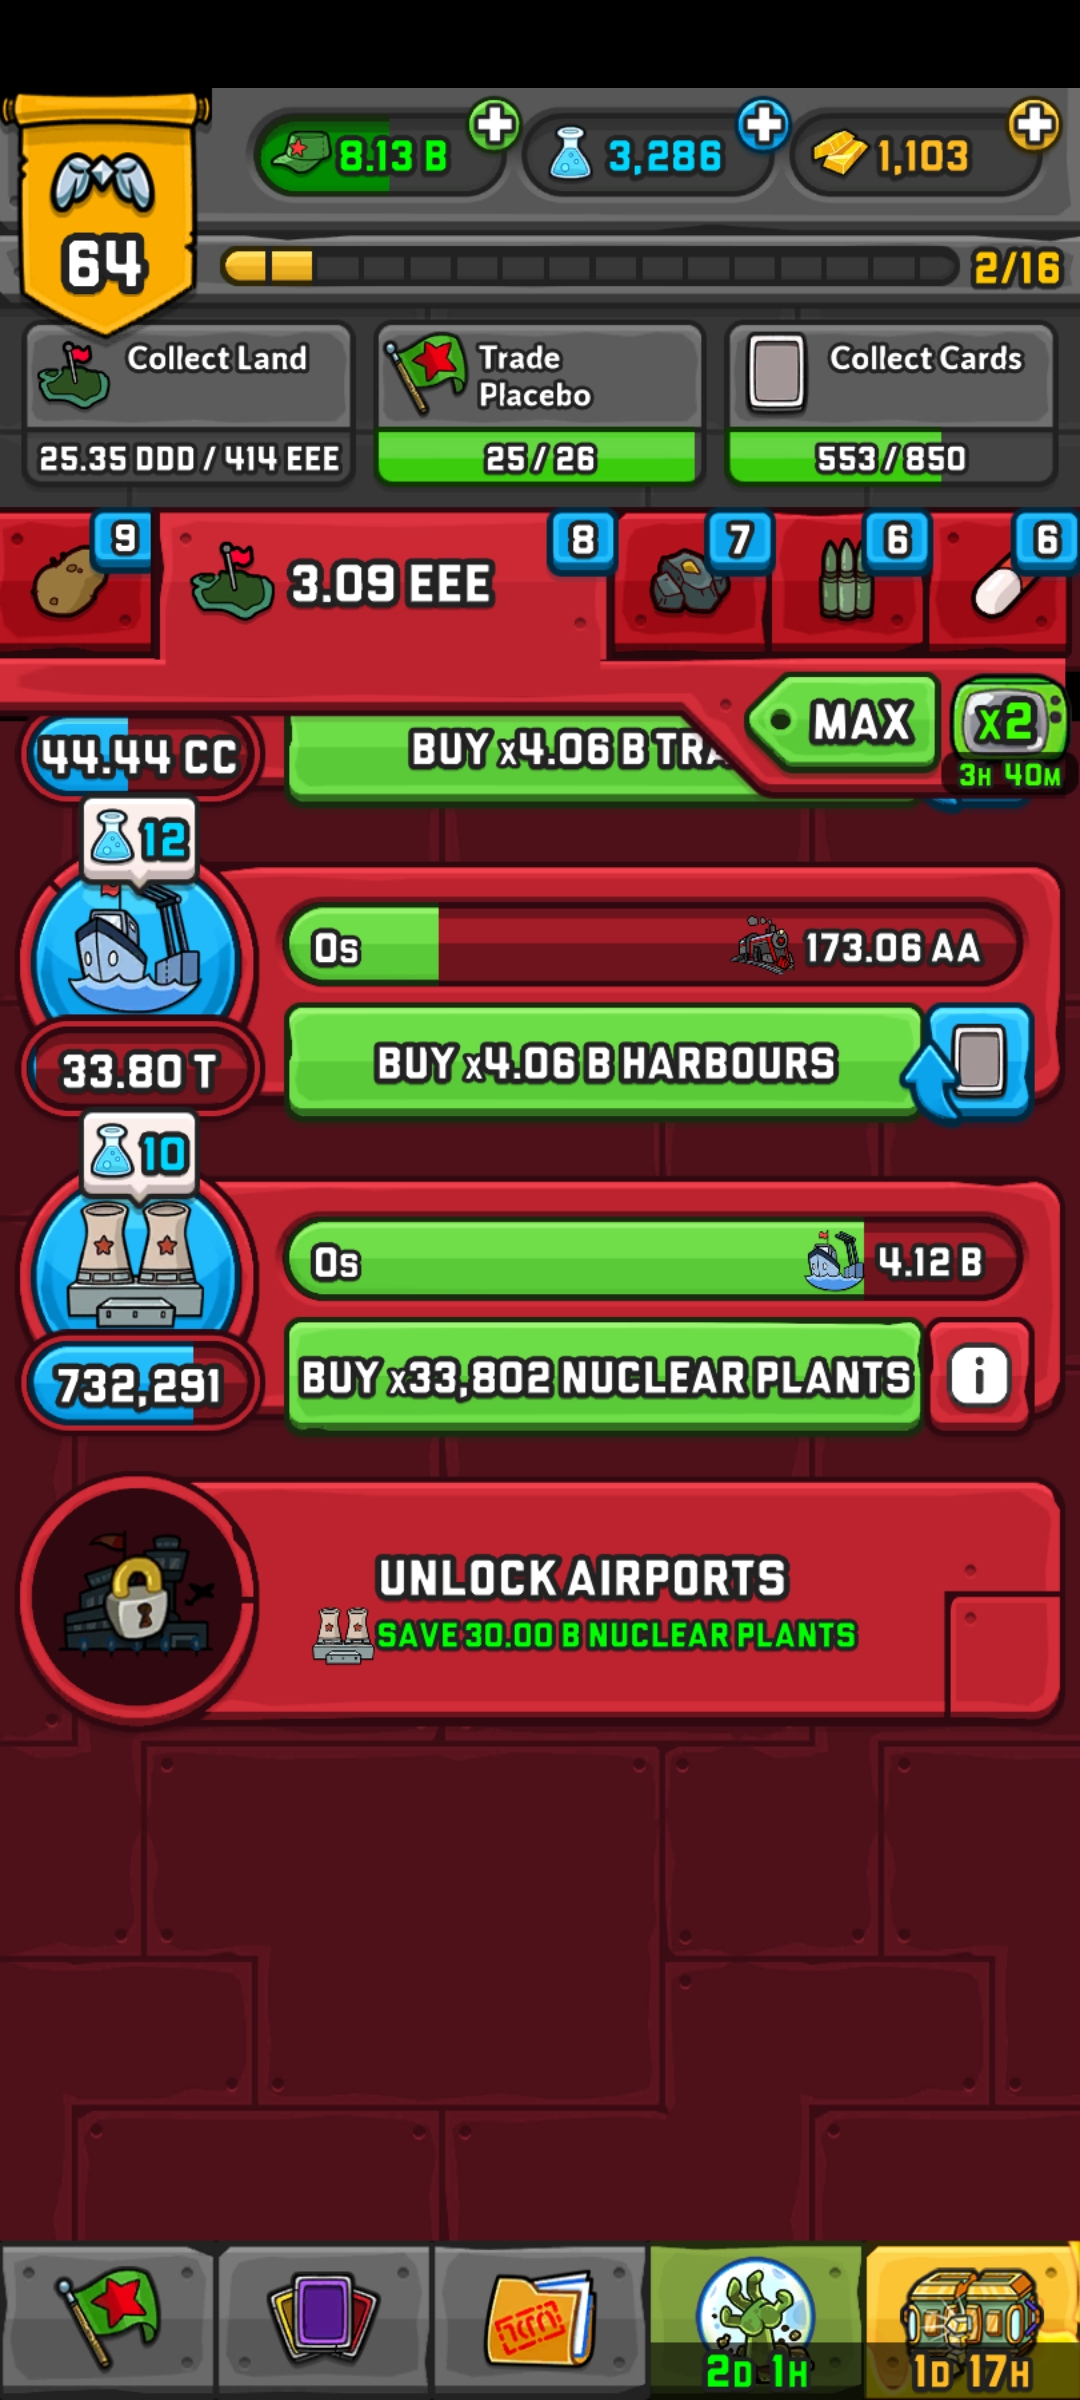 8.13 B
3,286
1,103
64
2/16
Collect Land
25.35 DDD / 414 EEE
Trade
Placebo
25 / 26
Collect Cards
553 / 850
9
3.09 EEE
8
7
6
6
MAX
x2
3H 40M
44.44 CC
BUY x4.06 B TRA
12
0s
173.06 AA
33.80 T
BUY x4.06 B HARBOURS
10
0s
4.12 B
732,291
BUY x33,802 NUCLEAR PLANTS
i
UNLOCK AIRPORTS
SAVE 30.00 B NUCLEAR PLANTS
2D 1H
1D 17H